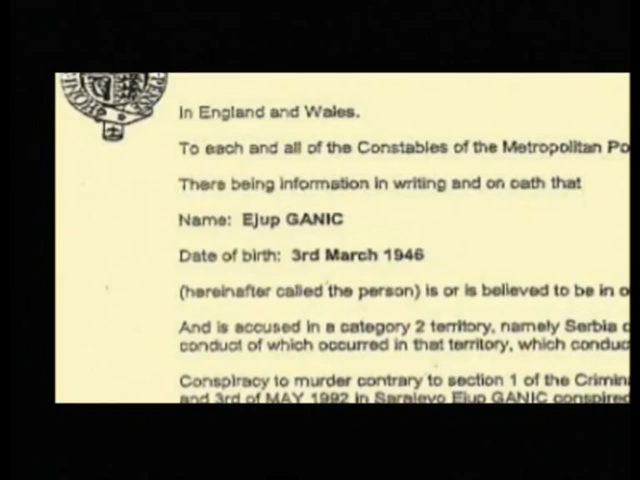 In England and Wales.
To each and all of the Constables of the Metropolitan Po
There being information in writing and on oath that
Name: Ejup GANIC
Date of birth: 3rd March 1946
(hereinafter called the person) is or is believed to be in o
And is accused in a category 2 territory, namely Serbia
conduct of which occurred in that territory, which conduc
Conspiracy to murder contrary to section 1 of the Crimin
and 3rd of MAY 1992 in Sarajevo Ejup GANIC conspired